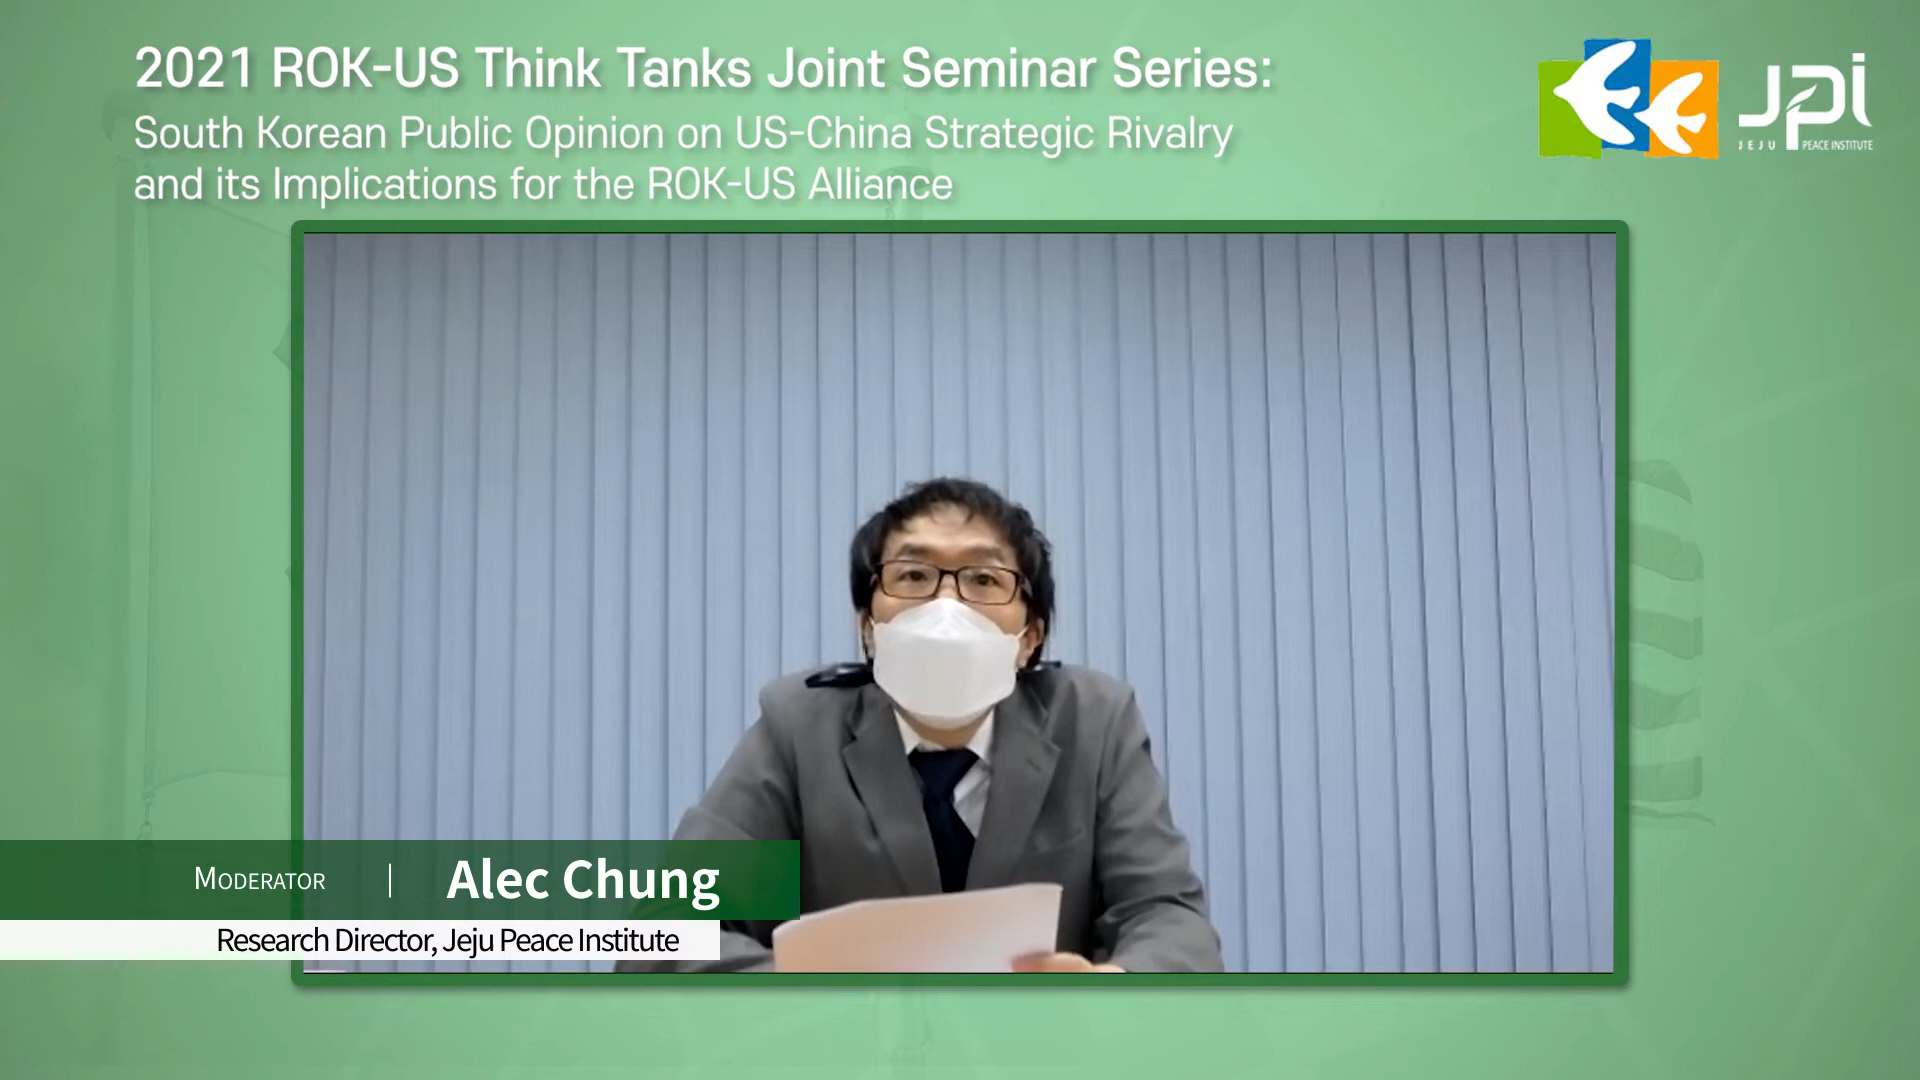 2021 ROK-US Think Tanks Joint Seminar Series:
South Korean Public Opinion on US-China Strategic Rivalry
and its Implications for the ROK-US Alliance
JPI
JEJU PEACE INSTITUTE
MODERATOR | Alec Chung
Research Director, Jeju Peace Institute